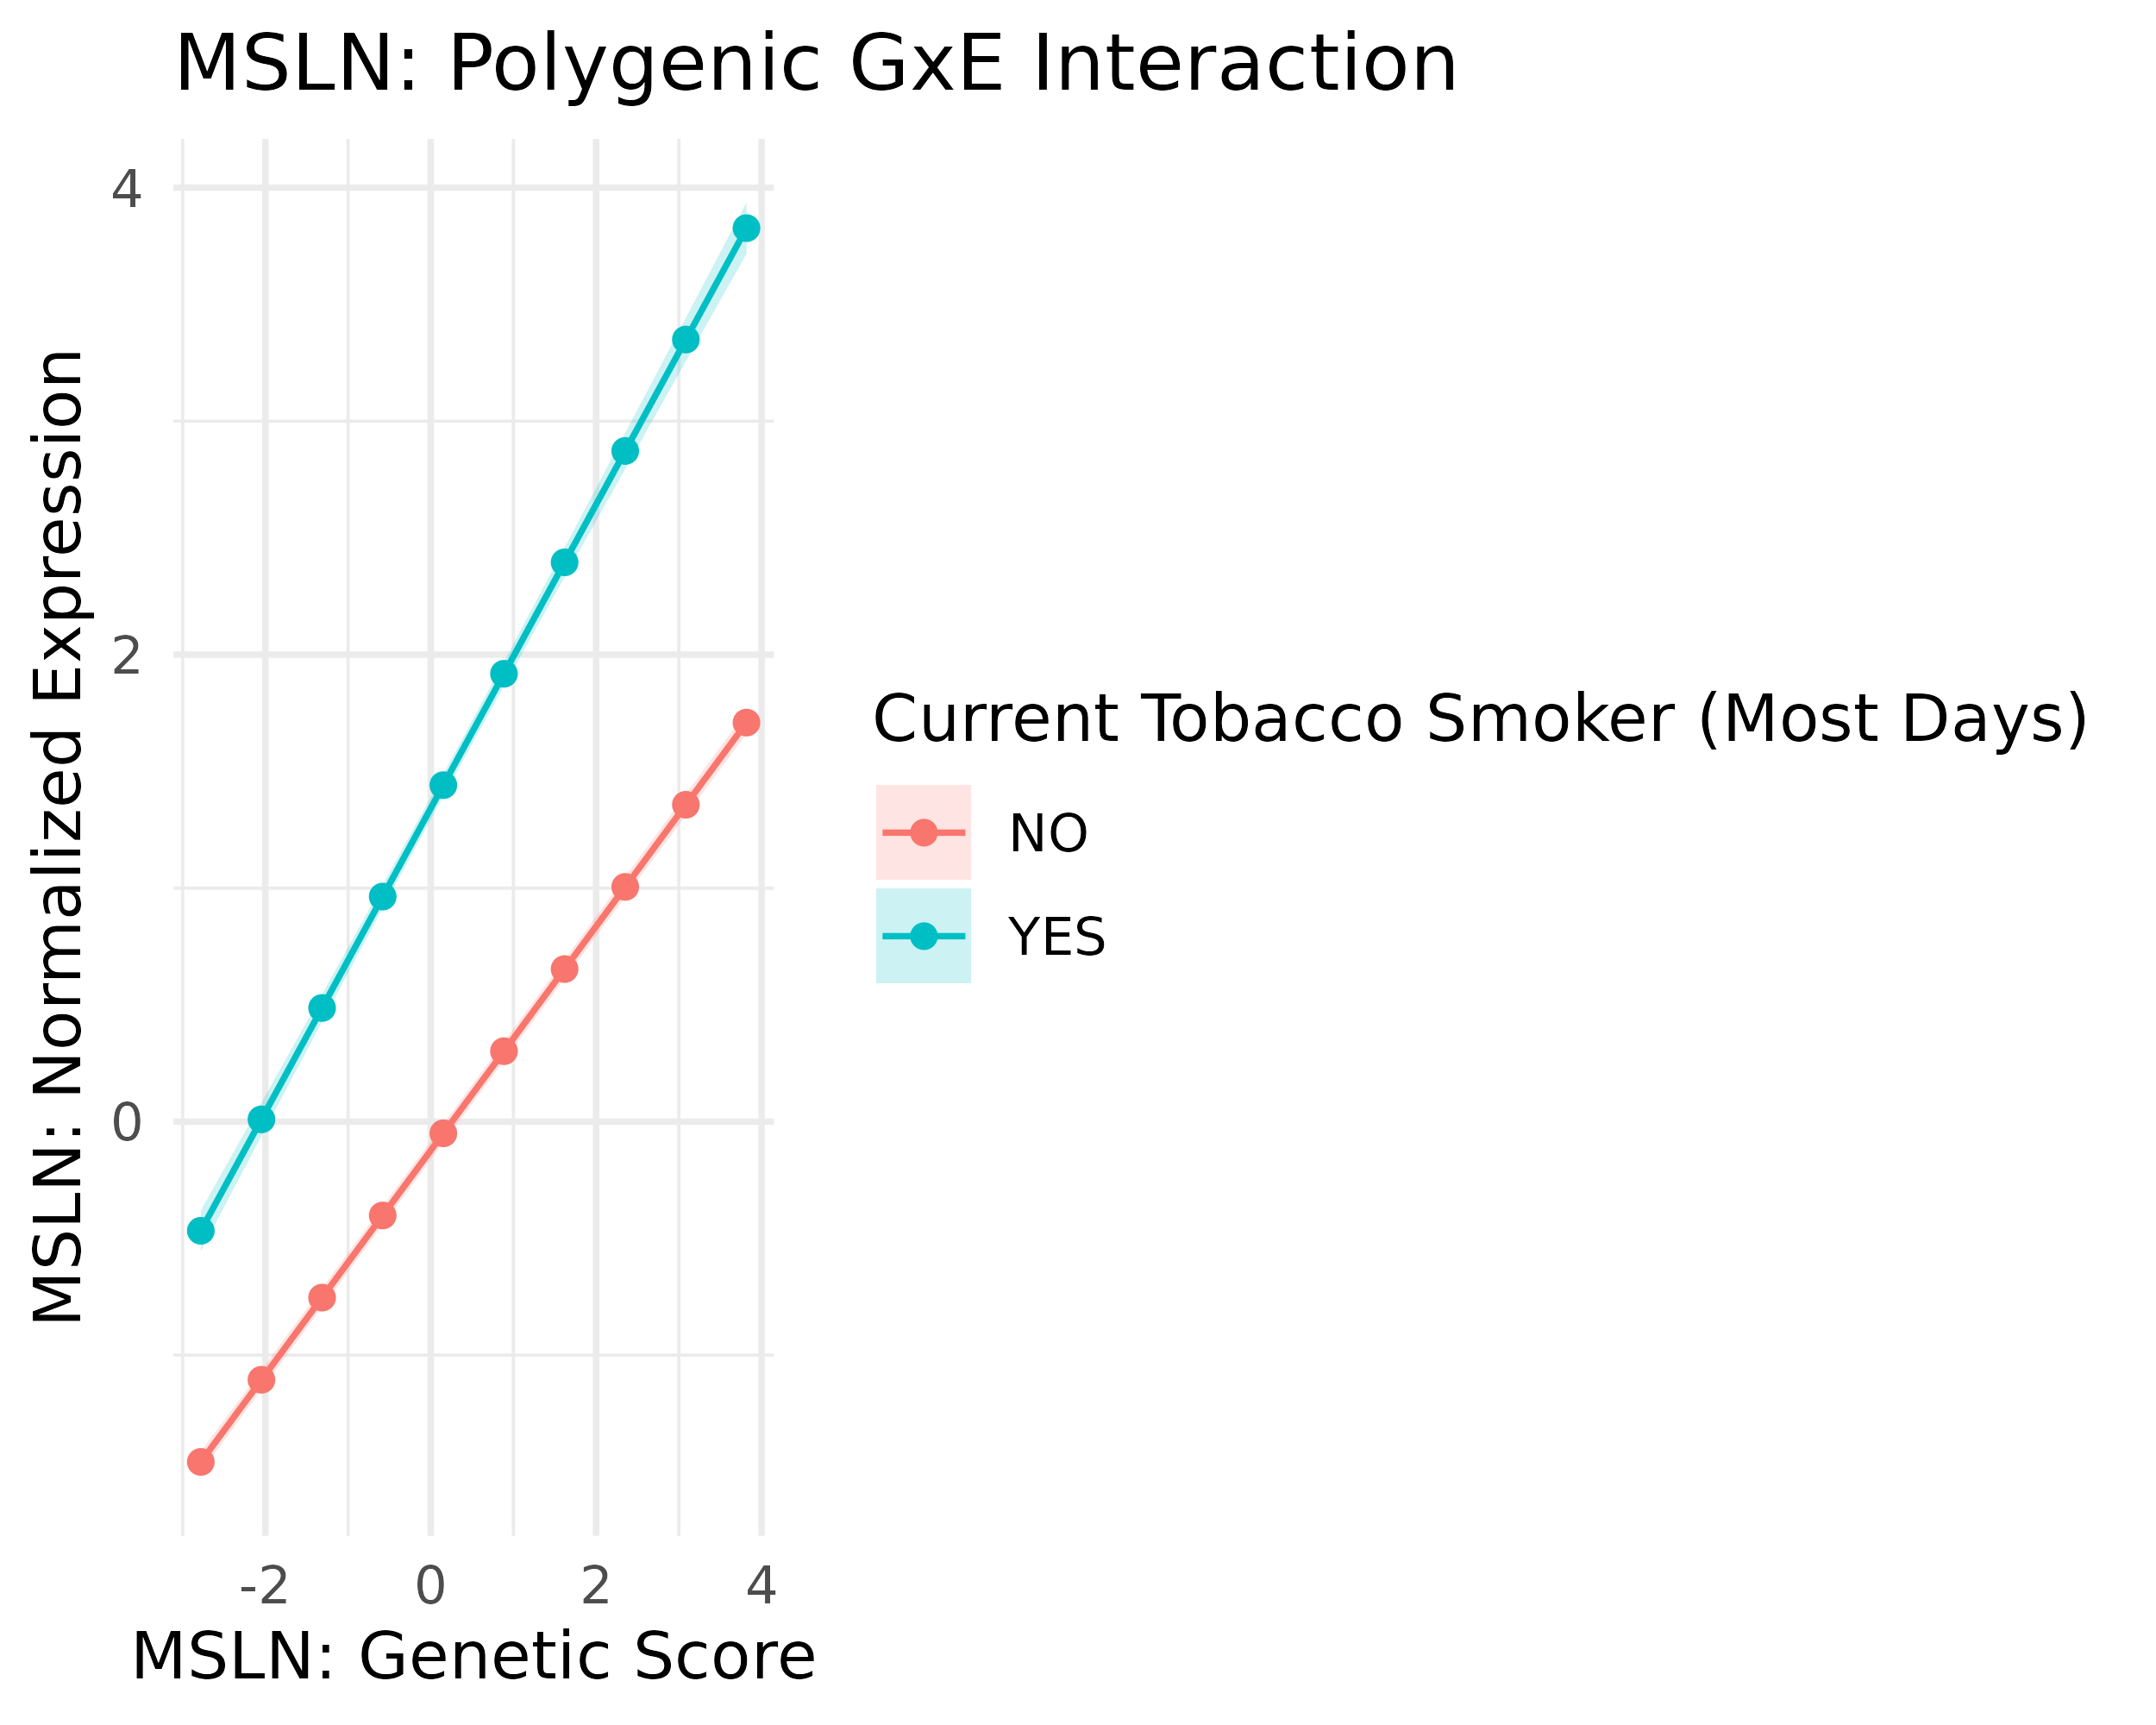 MSLN: Polygenic GxE Interaction
MSLN: Normalized Expression
4
2
0
-2
0
2
4
MSLN: Genetic Score
Current Tobacco Smoker (Most Days)
NO
YES